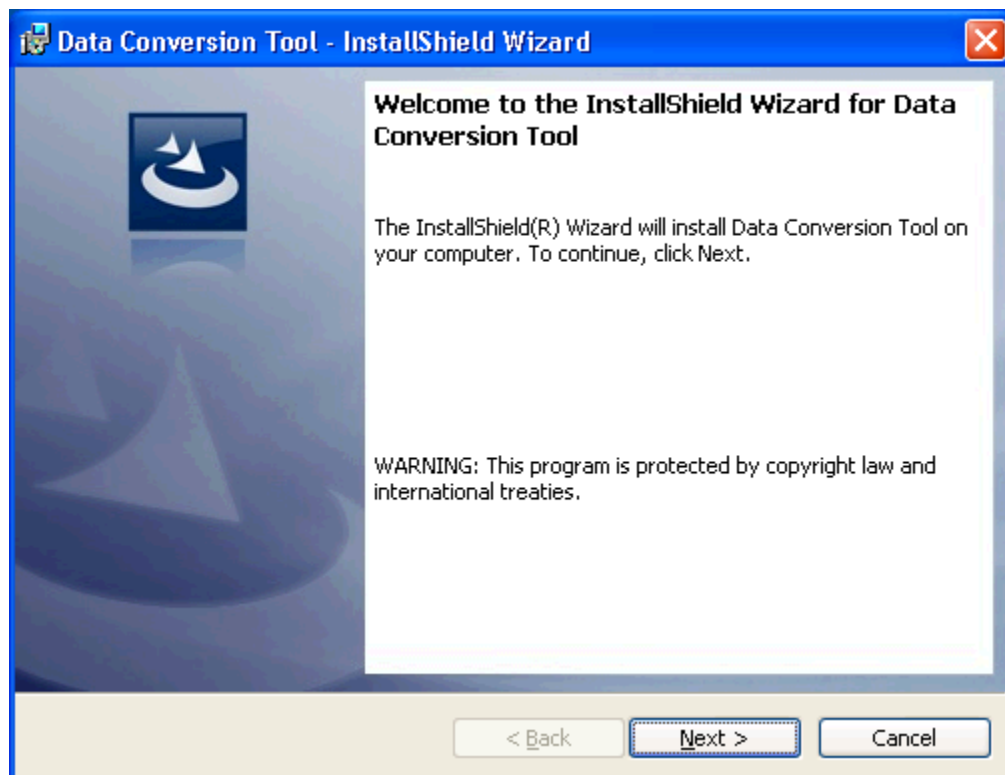 Data Conversion Tool - InstallShield Wizard
Welcome to the InstallShield Wizard for Data
Conversion Tool
The InstallShield(R) Wizard will install Data Conversion Tool on
your computer. To continue, click Next.
WARNING: This program is protected by copyright law and
international treaties.
< Back
Next >
Cancel